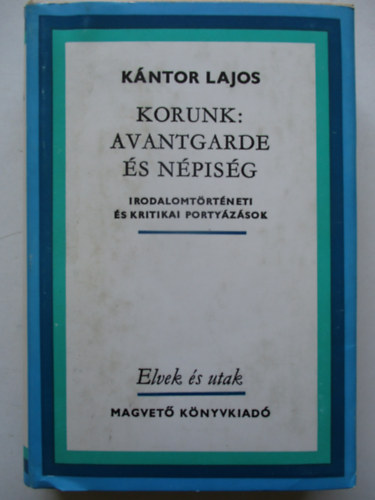 KÁNTOR LAJOS
KORUNK:
AVANTGARDE
ÉS NÉPISÉG
IRODALOMTÖRTÉNETI
ÉS KRITIKAI PORTYÁZÁSOK
Elvek és utak
MAGVETŐ KÖNYVKIADÓ